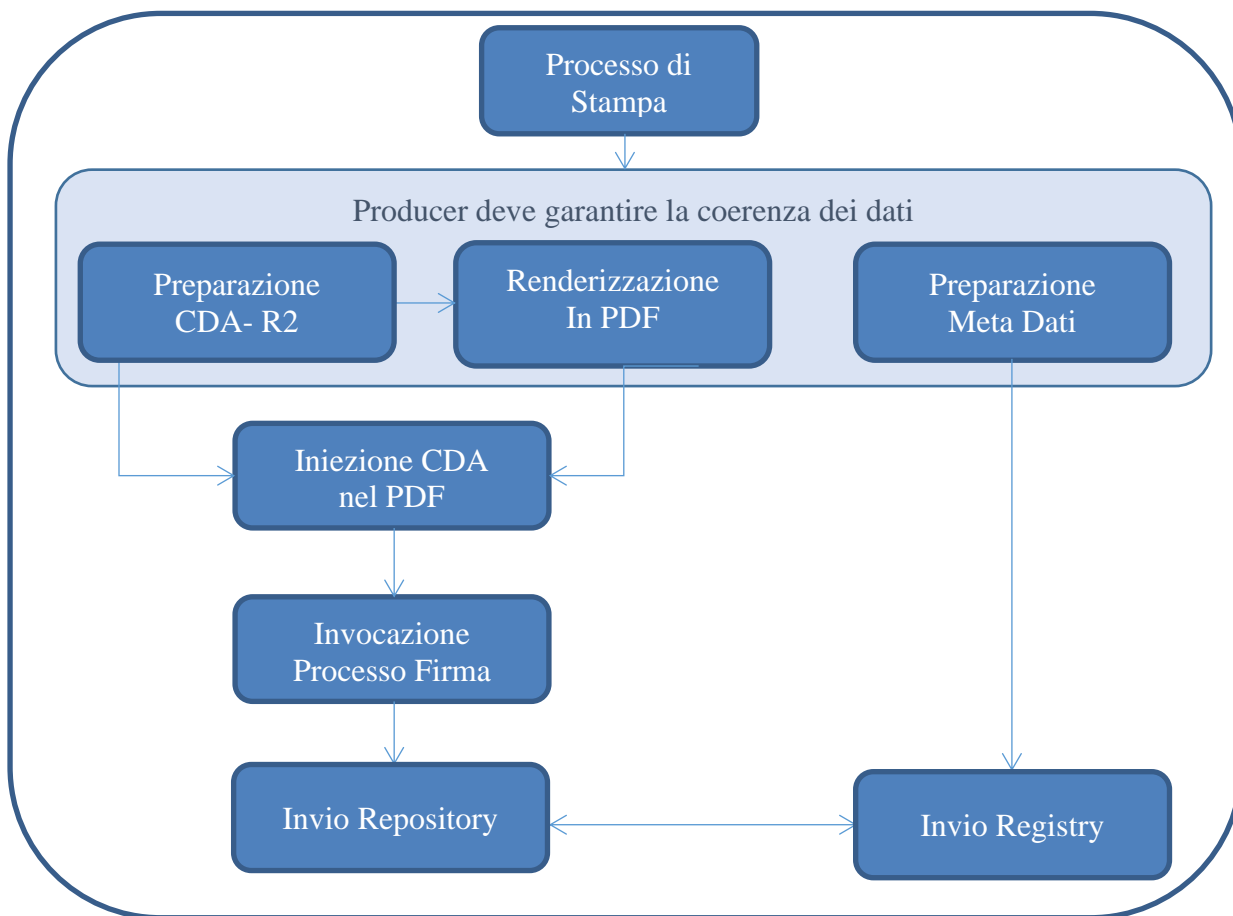 Processo di
Stampa
Producer deve garantire la coerenza dei dati
Preparazione
CDA- R2
Renderizzazione
In PDF
Preparazione
Meta Dati
Iniezione CDA
nel PDF
Invocazione
Processo Firma
Invio Repository
Invio Registry